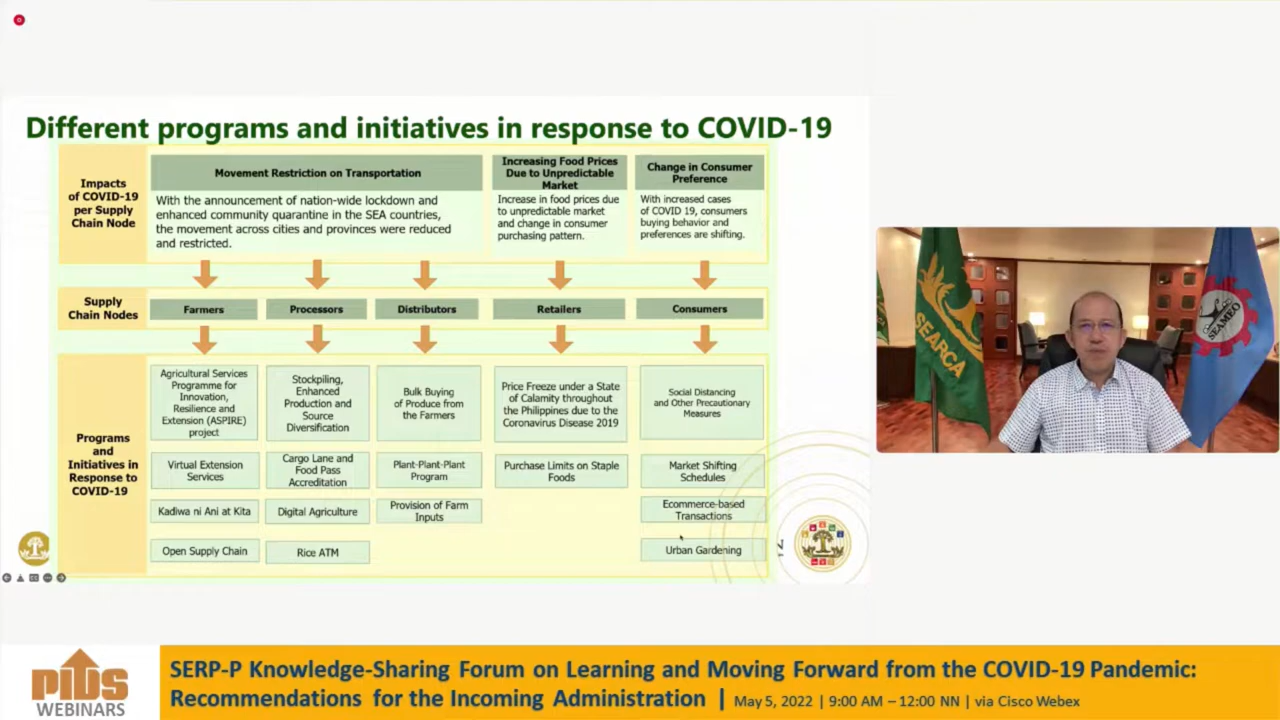 Different programs and initiatives in response to COVID-19
Impacts
of COVID-19
per Supply
Chain Node
Movement Restriction on Transportation
With the announcement of nation-wide lockdown and
enhanced community quarantine in the SEA countries,
the movement across cities and provinces were reduced
and restricted.
Increasing Food Prices
Due to Unpredictable
Market
Increase in food prices due
to unpredictable market
and change in consumer
purchasing pattern.
Change in Consumer
Preference
With increased cases
of COVID 19, consumers
buying behavior and
preferences are shifting.
Supply
Chain Nodes
Farmers
Processors
Distributors
Retailers
Consumers
Programs
and
Initiatives in
Response to
COVID-19
Agricultural Services
Programme for
Innovation,
Resilience and
Extension (ASPIRE)
project
Virtual Extension
Services
Kadiwa ni Ani at Kita
Open Supply Chain
Stockpiling,
Enhanced
Production and
Source
Diversification
Cargo Lane and
Food Pass
Accreditation
Digital Agriculture
Rice ATM
Bulk Buying
of Produce from
the Farmers
Plant-Plant-Plant
Program
Provision of Farm
Inputs
Price Freeze under a State
of Calamity throughout
the Philippines due to the
Coronavirus Disease 2019
Purchase Limits on Staple
Foods
Social Distancing
and Other Precautionary
Measures
Market Shifting
Schedules
Ecommerce-based
Transactions
Urban Gardening
SEARCA
SEAMEO
PIDS
WEBINARS
SERP-P Knowledge-Sharing Forum on Learning and Moving Forward from the COVID-19 Pandemic:
Recommendations for the Incoming Administration | May 5, 2022 | 9:00 AM – 12:00 NN | via Cisco Webex